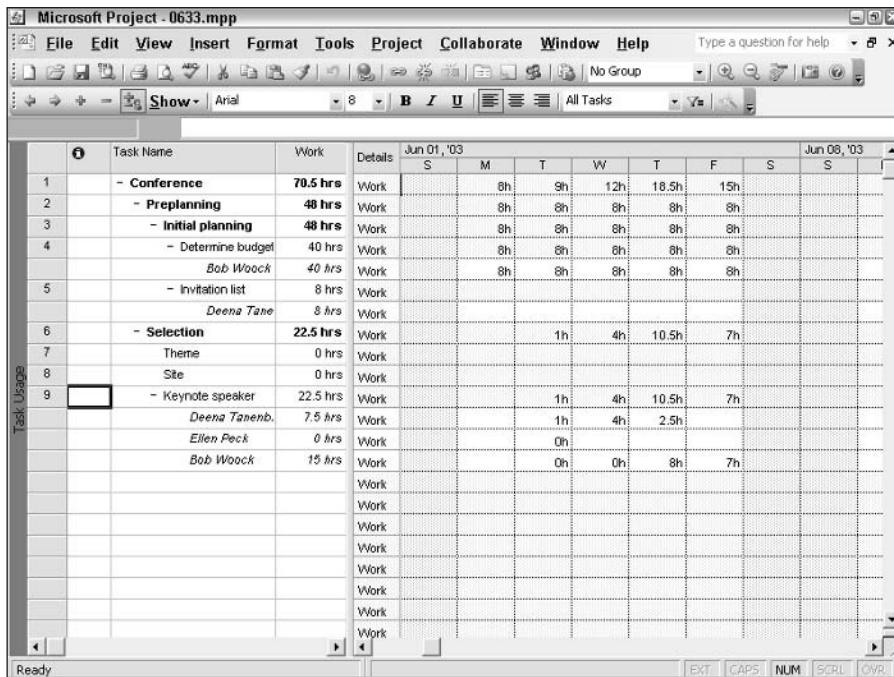 Microsoft Project - 0633.mpp
File Edit View Insert Format Tools Project Collaborate Window Help Type a question for help
No Group
Show Arial 8 B I U All Tasks
Task Name Work Details Jun 01, '03 Jun 08, '03
S M T W T F S S
1 - Conference 70.5 hrs Work 8h 9h 12h 18.5h 15h
2 - Preplanning 48 hrs Work 8h 8h 8h 8h 8h
3 - Initial planning 48 hrs Work 8h 8h 8h 8h 8h
4 - Determine budget 40 hrs Work 8h 8h 8h 8h 8h
Bob Woock 40 hrs Work 8h 8h 8h 8h 8h
5 - Invitation list 8 hrs Work
Deena Tane 8 hrs Work
6 - Selection 22.5 hrs Work 1h 4h 10.5h 7h
7 Theme 0 hrs Work
8 Site 0 hrs Work
9 - Keynote speaker 22.5 hrs Work 1h 4h 10.5h 7h
Deena Tanenb. 7.5 hrs Work 1h 4h 2.5h
Ellen Peck 0 hrs Work 0h
Bob Woock 15 hrs Work 0h 0h 8h 7h
Work
Work
Work
Work
Work
Work
Work
Work
Task Usage
Ready EXT CAPS NUM SCRL OVR